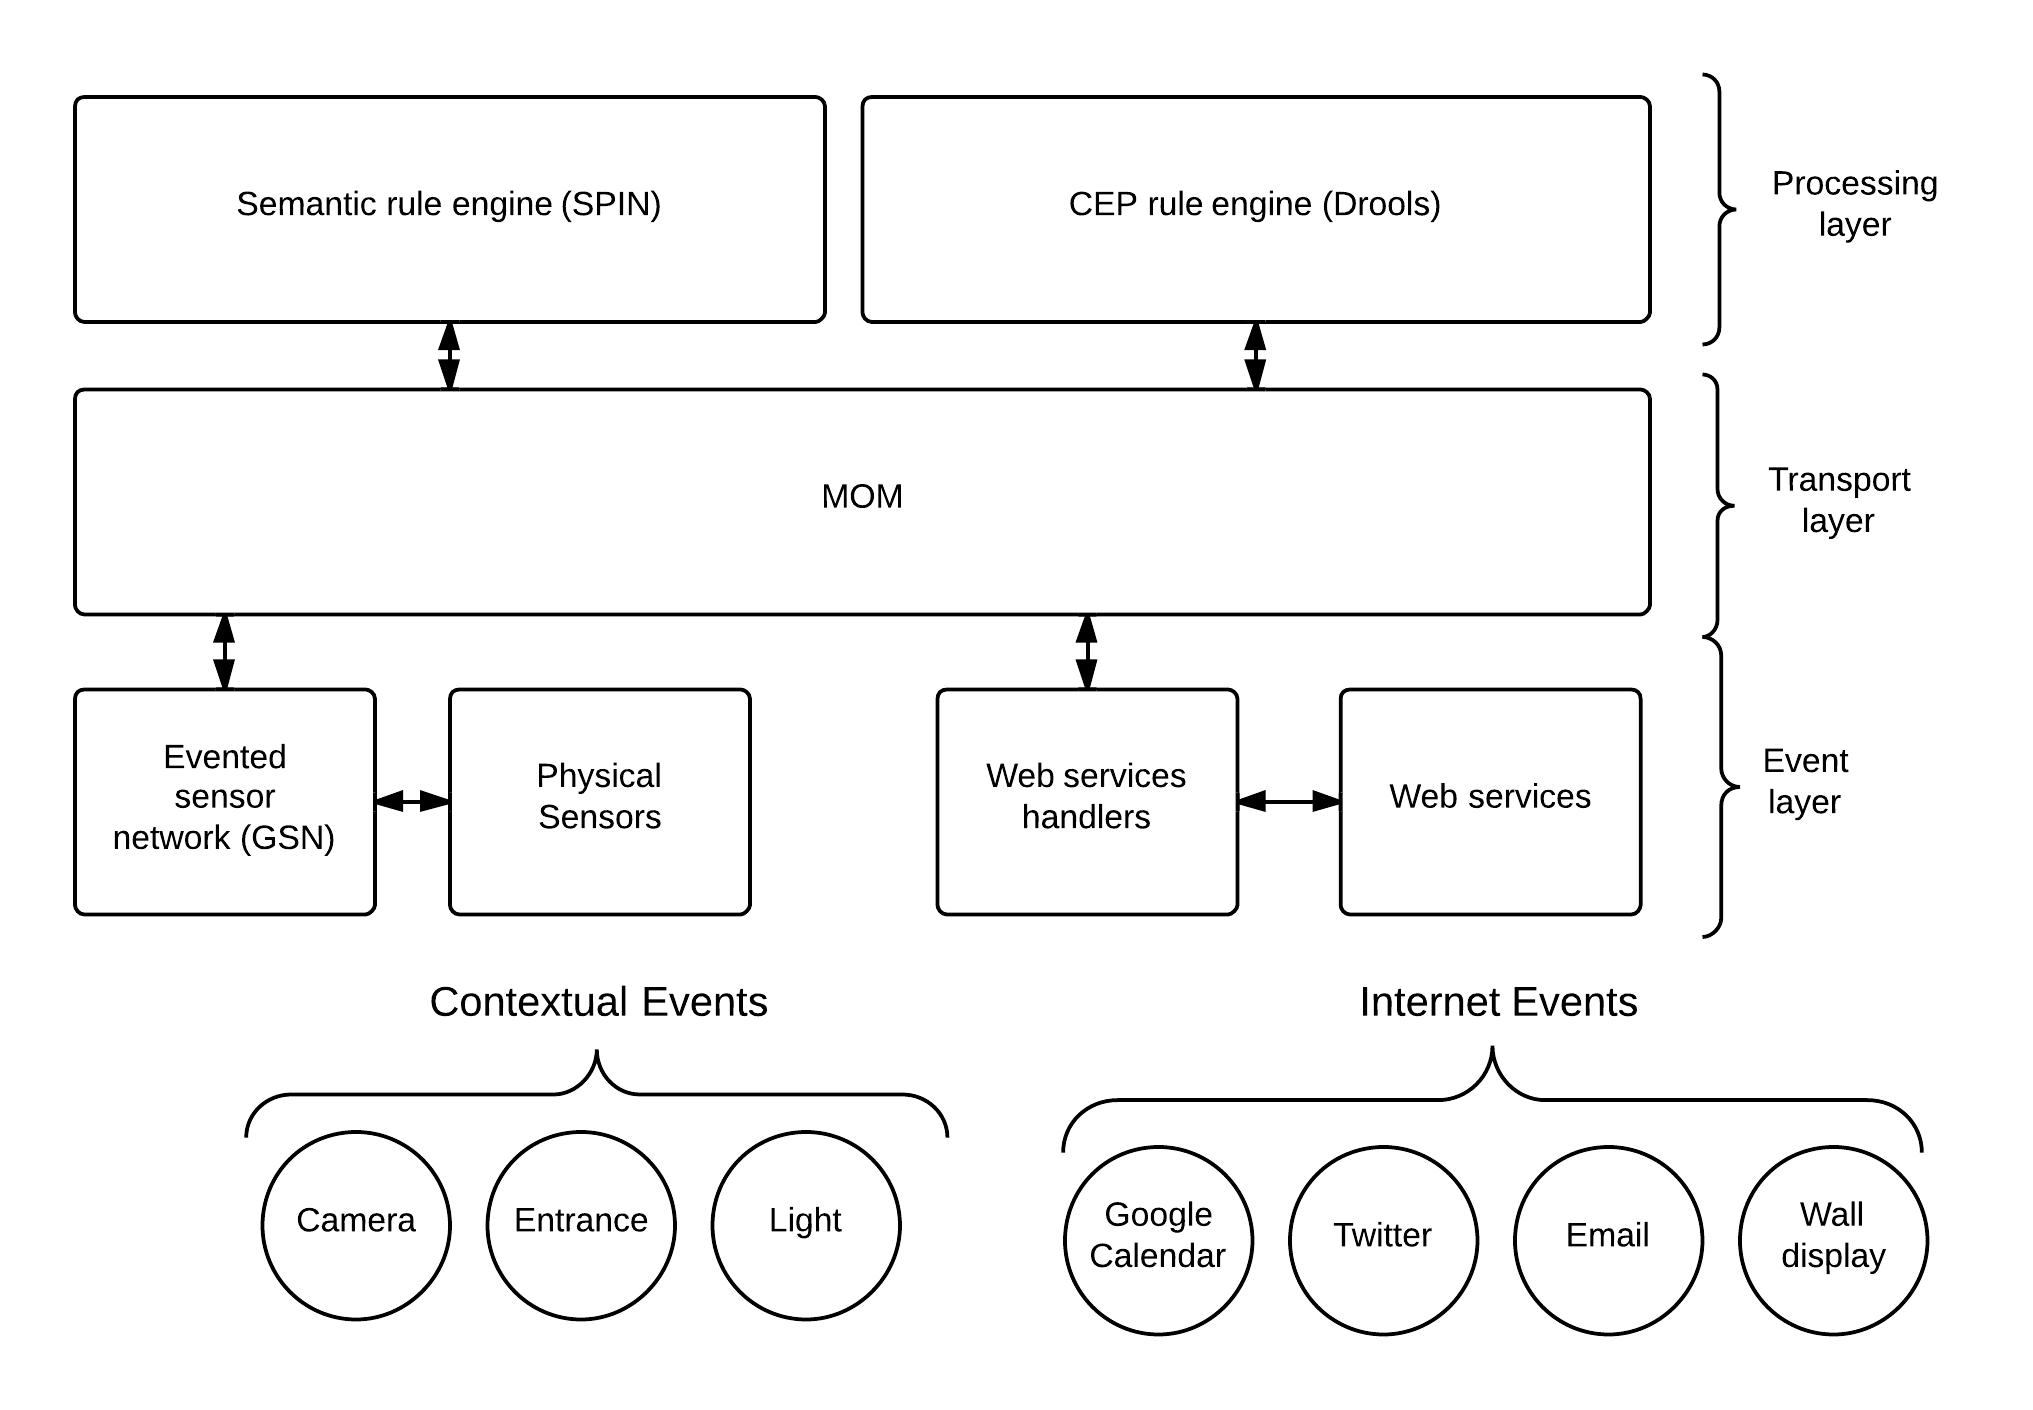 Semantic rule engine (SPIN)
CEP rule engine (Drools)
Processing
layer
MOM
Transport
layer
Evented
sensor
network (GSN)
Physical
Sensors
Web services
handlers
Web services
Event
layer
Contextual Events
Internet Events
Camera
Entrance
Light
Google
Calendar
Twitter
Email
Wall
display